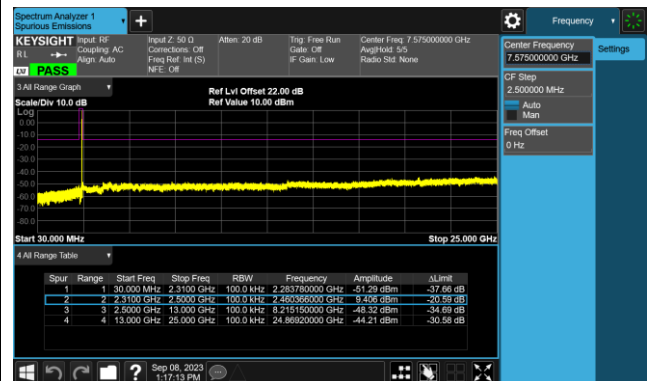 Spectrum Analyzer 1
Spurious Emissions
+
Frequency
KEYSIGHT Input: RF Input Z: 50 Ω Atten: 20 dB Trig: Free Run Center Freq: 7.575000000 GHz
RL Coupling: AC Corrections: Off Gate: Off Avg|Hold: 5/5
Align: Auto Freq Ref: Int (S) IF Gain: Low Radio Std: None
LXI PASS NFE: Off
Center Frequency
7.575000000 GHz
Settings
CF Step
2.500000 MHz
Auto
Man
Freq Offset
0 Hz
3 All Range Graph
Ref Lvl Offset 22.00 dB
Scale/Div 10.0 dB Ref Value 10.00 dBm
Log
0.00
-10.0
-20.0
-30.0
-40.0
-50.0
-60.0
-70.0
-80.0
Start 30.000 MHz Stop 25.000 GHz
4 All Range Table
Spur Range Start Freq Stop Freq RBW Frequency Amplitude ΔLimit
1 1 30.000 MHz 2.3100 GHz 100.0 kHz 2.283780000 GHz -51.29 dBm -37.66 dB
2 2 2.3100 GHz 2.5000 GHz 100.0 kHz 2.460366000 GHz 9.406 dBm -20.59 dB
3 3 2.5000 GHz 13.000 GHz 100.0 kHz 8.215150000 GHz -48.32 dBm -34.69 dB
4 4 13.000 GHz 25.000 GHz 100.0 kHz 24.86920000 GHz -44.21 dBm -30.58 dB
? Sep 08, 2023
1:17:13 PM